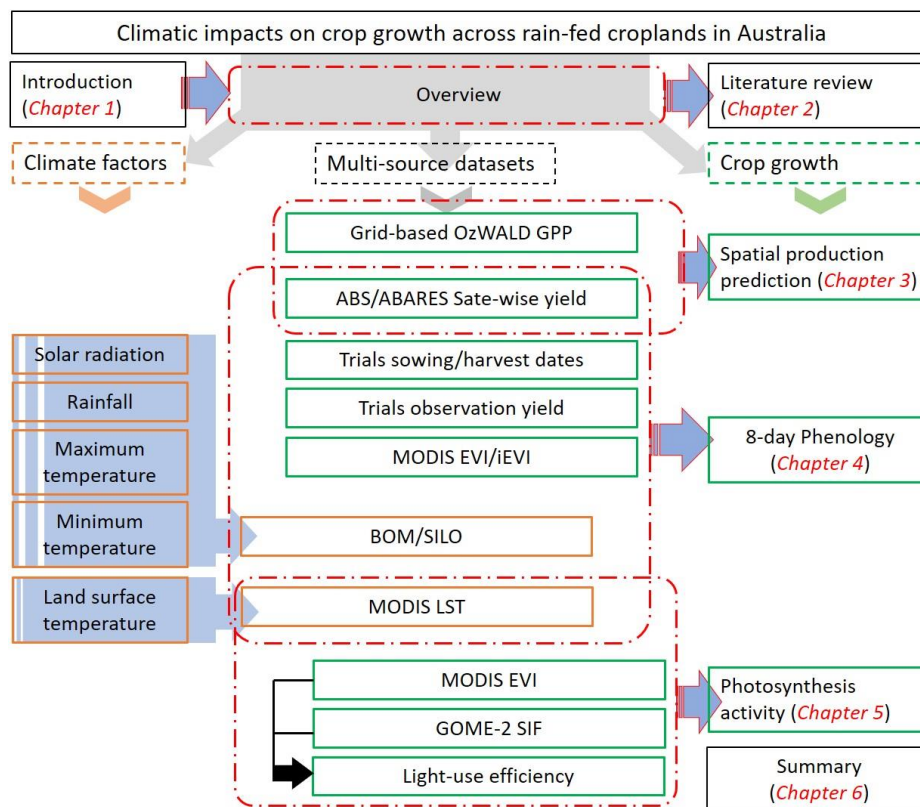 Climatic impacts on crop growth across rain-fed croplands in Australia
Introduction
(Chapter 1)
Overview
Literature review
(Chapter 2)
Climate factors
Multi-source datasets
Crop growth
Grid-based OzWALD GPP
Spatial production
prediction (Chapter 3)
ABS/ABARES Sate-wise yield
Solar radiation
Trials sowing/harvest dates
Rainfall
Trials observation yield
Maximum
temperature
MODIS EVI/iEVI
8-day Phenology
(Chapter 4)
Minimum
temperature
BOM/SILO
Land surface
temperature
MODIS LST
MODIS EVI
Photosynthesis
activity (Chapter 5)
GOME-2 SIF
Light-use efficiency
Summary
(Chapter 6)